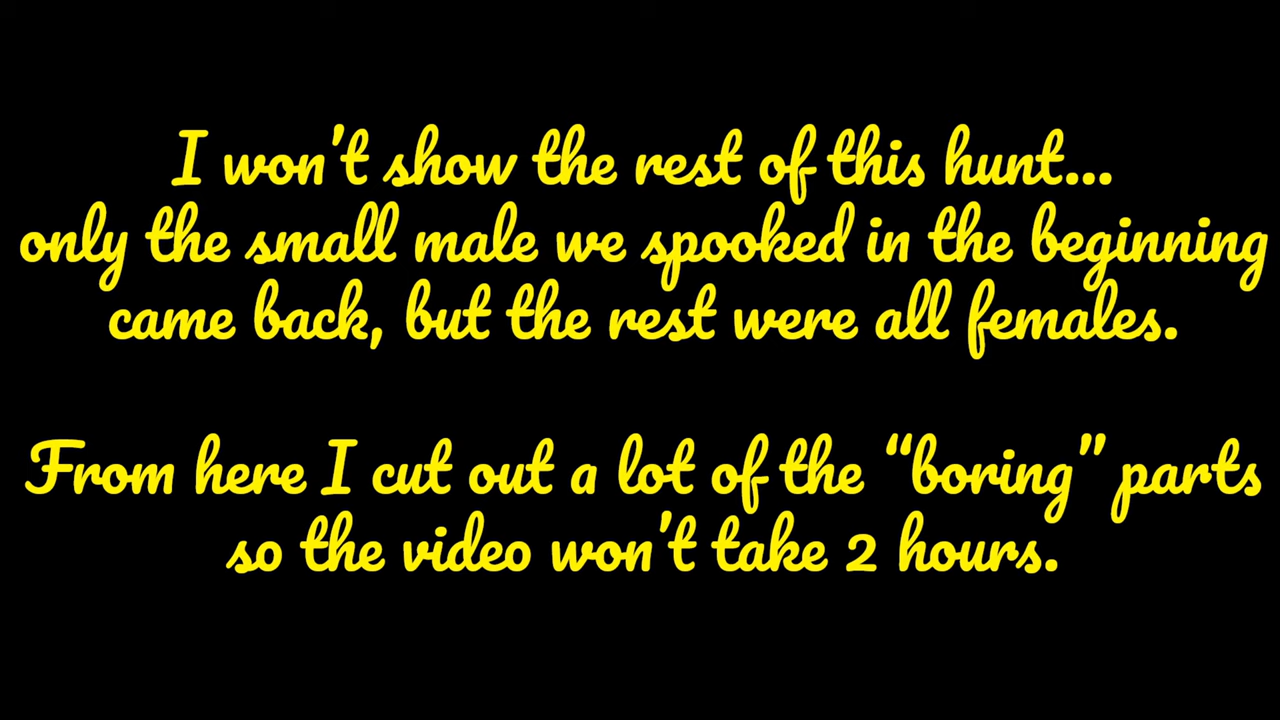 I won't show the rest of this hunt...
only the small male we spooked in the beginning
came back, but the rest were all females.
From here I cut out a lot of the “boring” parts
so the video won't take 2 hours.